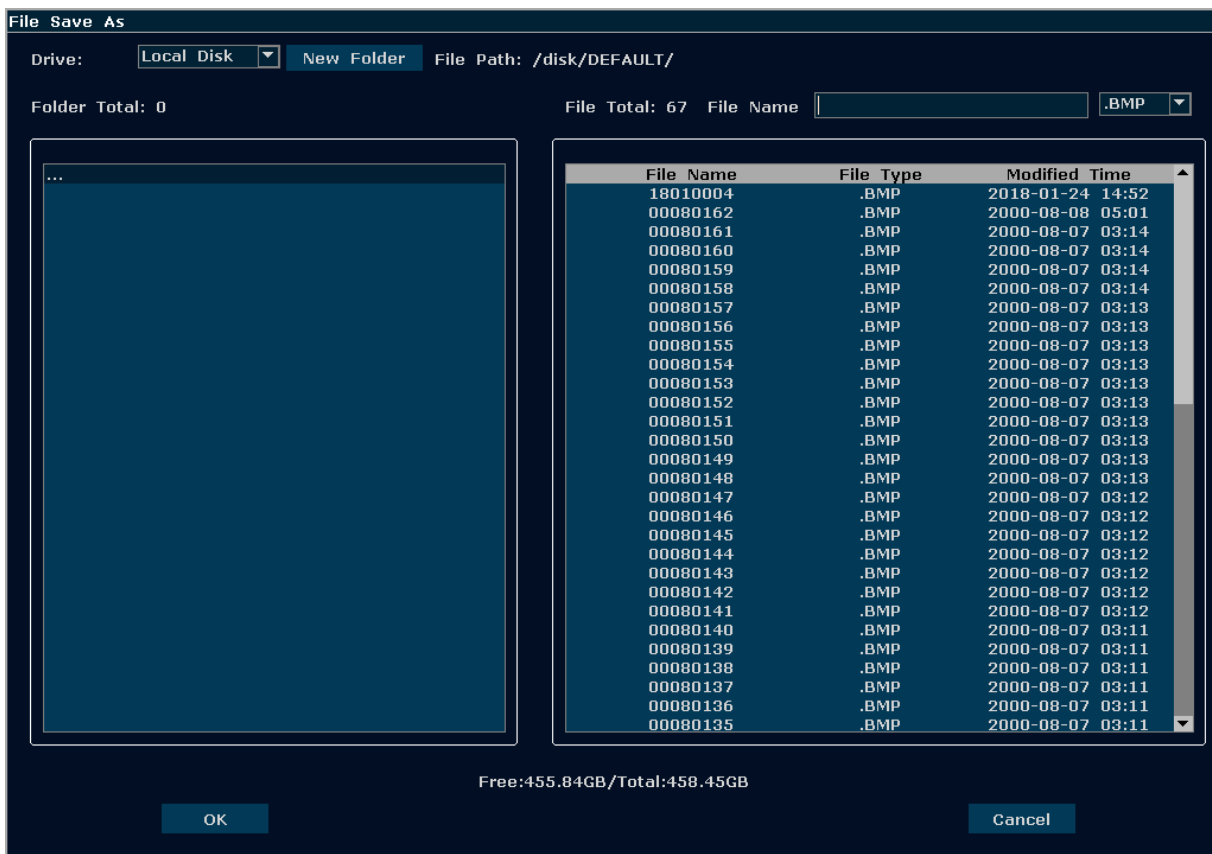 File Save As
Drive: Local Disk New Folder File Path: /disk/DEFAULT/
Folder Total: 0 File Total: 67 File Name .BMP
...
File Name File Type Modified Time
18010004 .BMP 2018-01-24 14:52
00080162 .BMP 2000-08-08 05:01
00080161 .BMP 2000-08-07 03:14
00080160 .BMP 2000-08-07 03:14
00080159 .BMP 2000-08-07 03:14
00080158 .BMP 2000-08-07 03:14
00080157 .BMP 2000-08-07 03:13
00080156 .BMP 2000-08-07 03:13
00080155 .BMP 2000-08-07 03:13
00080154 .BMP 2000-08-07 03:13
00080153 .BMP 2000-08-07 03:13
00080152 .BMP 2000-08-07 03:13
00080151 .BMP 2000-08-07 03:13
00080150 .BMP 2000-08-07 03:13
00080149 .BMP 2000-08-07 03:13
00080148 .BMP 2000-08-07 03:13
00080147 .BMP 2000-08-07 03:12
00080146 .BMP 2000-08-07 03:12
00080145 .BMP 2000-08-07 03:12
00080144 .BMP 2000-08-07 03:12
00080143 .BMP 2000-08-07 03:12
00080142 .BMP 2000-08-07 03:12
00080141 .BMP 2000-08-07 03:12
00080140 .BMP 2000-08-07 03:11
00080139 .BMP 2000-08-07 03:11
00080138 .BMP 2000-08-07 03:11
00080137 .BMP 2000-08-07 03:11
00080136 .BMP 2000-08-07 03:11
00080135 .BMP 2000-08-07 03:11
Free:455.84GB/Total:458.45GB
OK Cancel